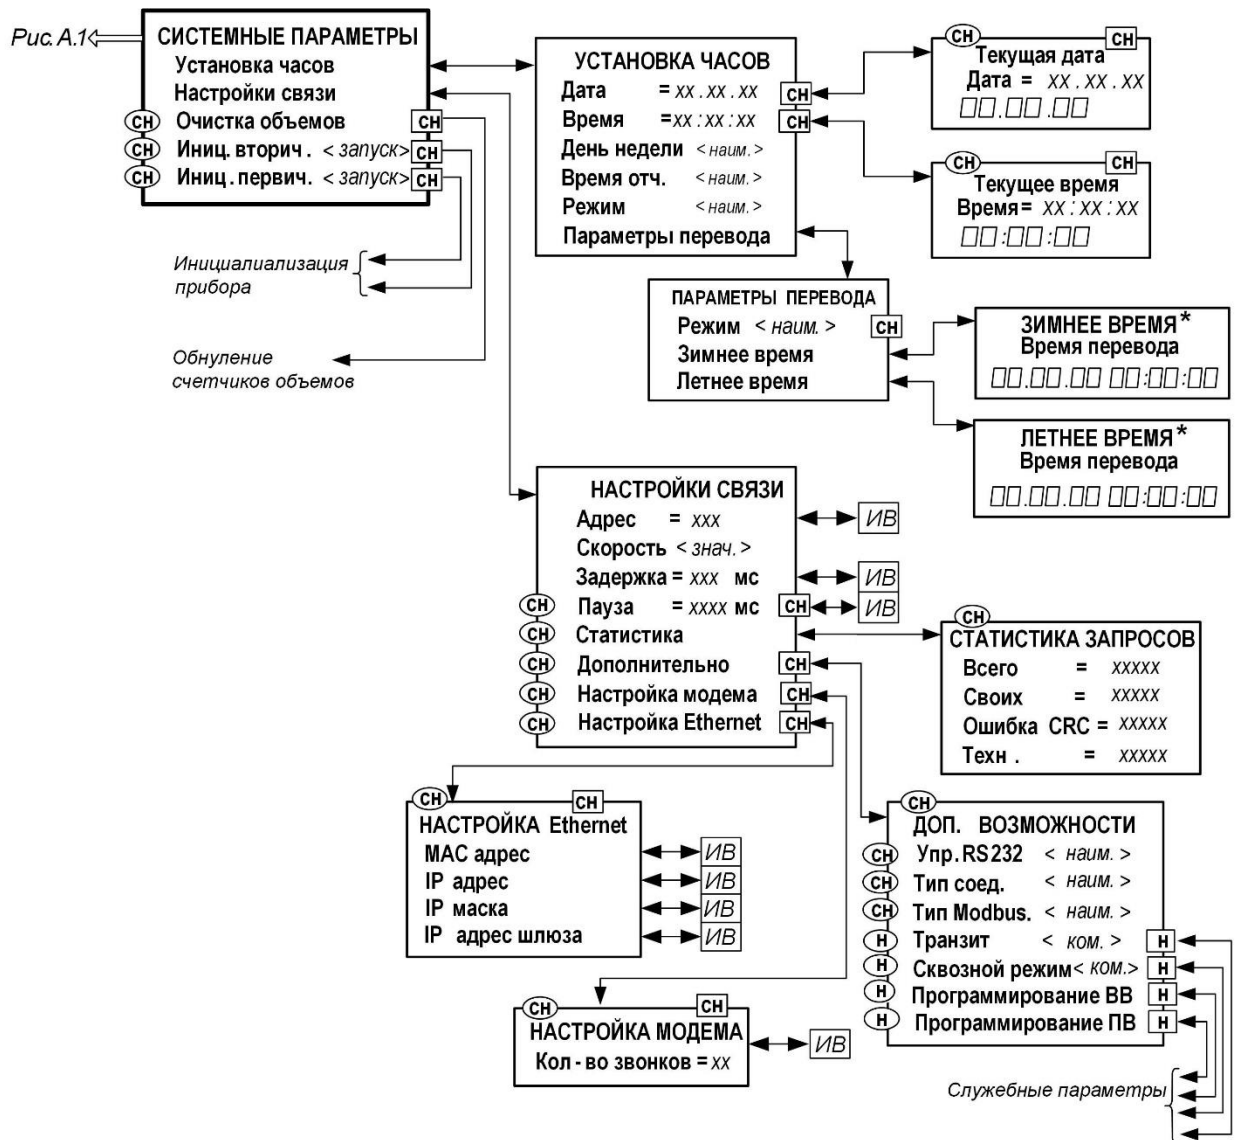 Рис. А.1
СИСТЕМНЫЕ ПАРАМЕТРЫ
Установка часов
Настройки связи
СН Очистка объемов СН
СН Иниц. вторич. < запуск> СН
СН Иниц. первич. < запуск> СН
Инициалиализация
прибора
Обнуление
счетчиков объемов
УСТАНОВКА ЧАСОВ
Дата = xx.xx.xx СН
Время =xx:xx:xx СН
День недели < наим.>
Время отч. < наим.>
Режим < наим.>
Параметры перевода
СН СН
Текущая дата
Дата = xx.xx.xx
00.00.00
СН СН
Текущее время
Время= xx:xx:xx
00:00:00
ПАРАМЕТРЫ ПЕРЕВОДА
Режим < наим. > СН
Зимнее время
Летнее время
ЗИМНЕЕ ВРЕМЯ*
Время перевода
00.00.00 00:00:00
ЛЕТНЕЕ ВРЕМЯ*
Время перевода
00.00.00 00:00:00
НАСТРОЙКИ СВЯЗИ
Адрес = xxx ИВ
Скорость < знач. >
Задержка = xxx мс ИВ
СН Пауза = xxxx мс СН ИВ
СН Статистика
СН Дополнительно СН
СН Настройка модема СН
СН Настройка Ethernet СН
СН
СТАТИСТИКА ЗАПРОСОВ
Всего = xxxxx
Своих = xxxxx
Ошибка CRC = xxxxx
Техн. = xxxxx
СН СН
НАСТРОЙКА Ethernet
MAC адрес ИВ
IP адрес ИВ
IP маска ИВ
IP адрес шлюза ИВ
СН
ДОП. ВОЗМОЖНОСТИ
СН Упр.RS232 < наим. >
СН Тип соед. < наим. >
СН Тип Modbus. < наим. >
Н Транзит < ком. > Н
Н Сквозной режим< ком.> Н
Н Программирование ВВ Н
Н Программирование ПВ Н
СН СН
НАСТРОЙКА МОДЕМА
Кол-во звонков =xx ИВ
Служебные параметры